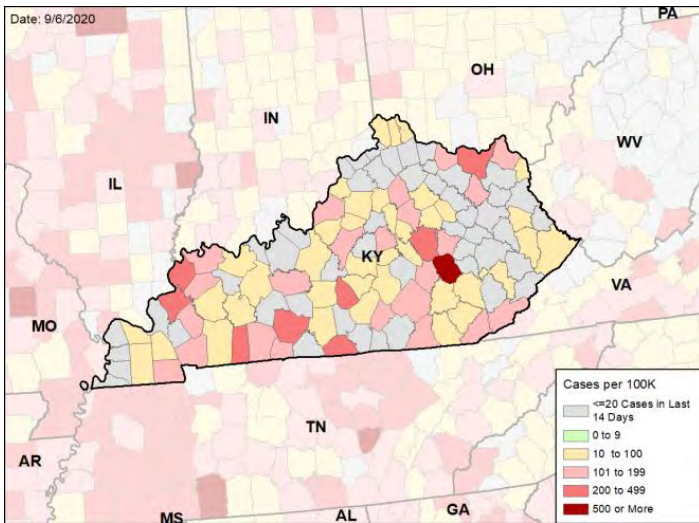 Date: 9/6/2020
PA
OH
IN
WV
IL
KY
VA
MO
TN
AR
MS
AL
GA
Cases per 100K
<=20 Cases in Last
14 Days
0 to 9
10 to 100
101 to 199
200 to 499
500 or More